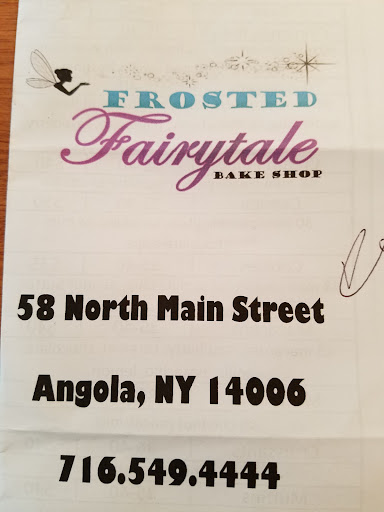 FROSTED
Fairytale
BAKE SHOP
58 North Main Street
Angola, NY 14006
716.549.4444